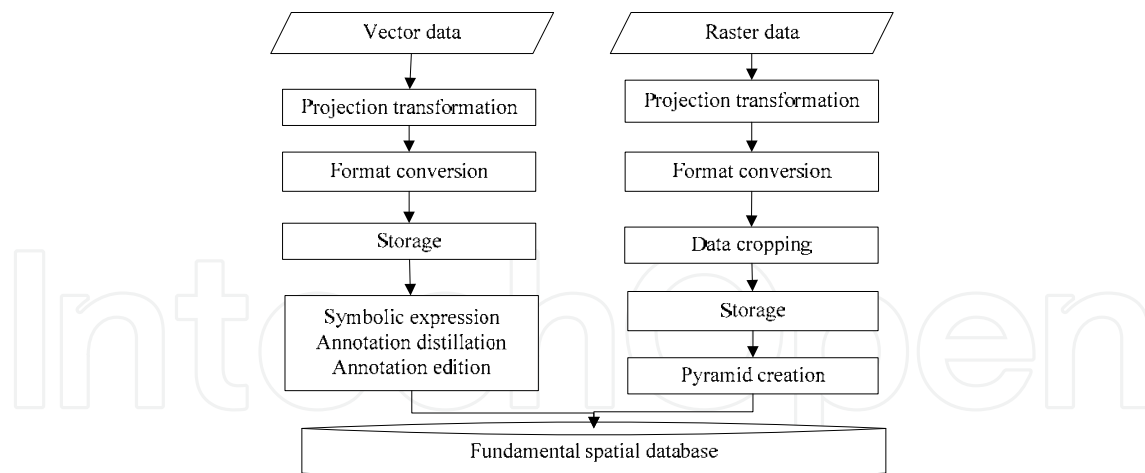 Vector data
Projection transformation
Format conversion
Storage
Symbolic expression
Annotation distillation
Annotation edition
Raster data
Projection transformation
Format conversion
Data cropping
Storage
Pyramid creation
Fundamental spatial database
IntechOpen